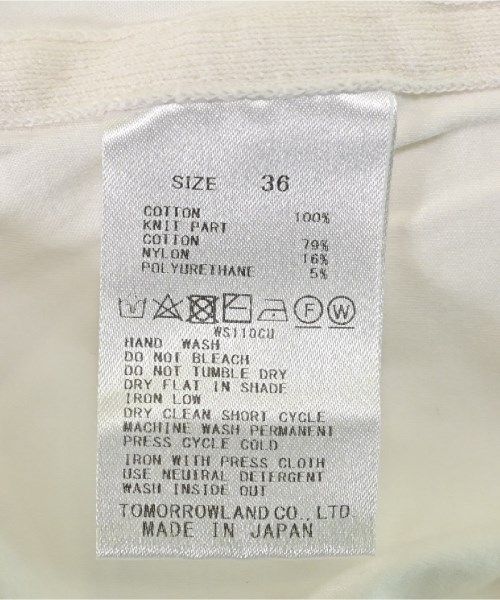 SIZE 36
COTTON 100%
KNIT PART
COTTON 79%
NYLON 16%
POLYURETHANE 5%
F W
WS110CU
HAND WASH
DO NOT BLEACH
DO NOT TUMBLE DRY
DRY FLAT IN SHADE
IRON LOW
DRY CLEAN SHORT CYCLE
MACHINE WASH PERMANENT
PRESS CYCLE COLD
IRON WITH PRESS CLOTH
USE NEUTRAL DETERGENT
WASH INSIDE OUT
TOMORROWLAND CO., LTD.
MADE IN JAPAN